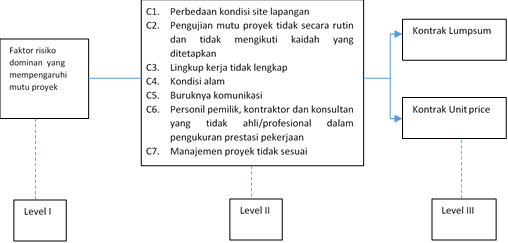 Faktor risiko
dominan yang
mempengaruhi
mutu proyek
C1. Perbedaan kondisi site lapangan
C2. Pengujian mutu proyek tidak secara rutin
dan tidak mengikuti kaidah yang
ditetapkan
C3. Lingkup kerja tidak lengkap
C4. Kondisi alam
C5. Buruknya komunikasi
C6. Personil pemilik, kontraktor dan konsultan
yang tidak ahli/profesional dalam
pengukuran prestasi pekerjaan
C7. Manajemen proyek tidak sesuai
Kontrak Lumpsum
Kontrak Unit price
Level I
Level II
Level III